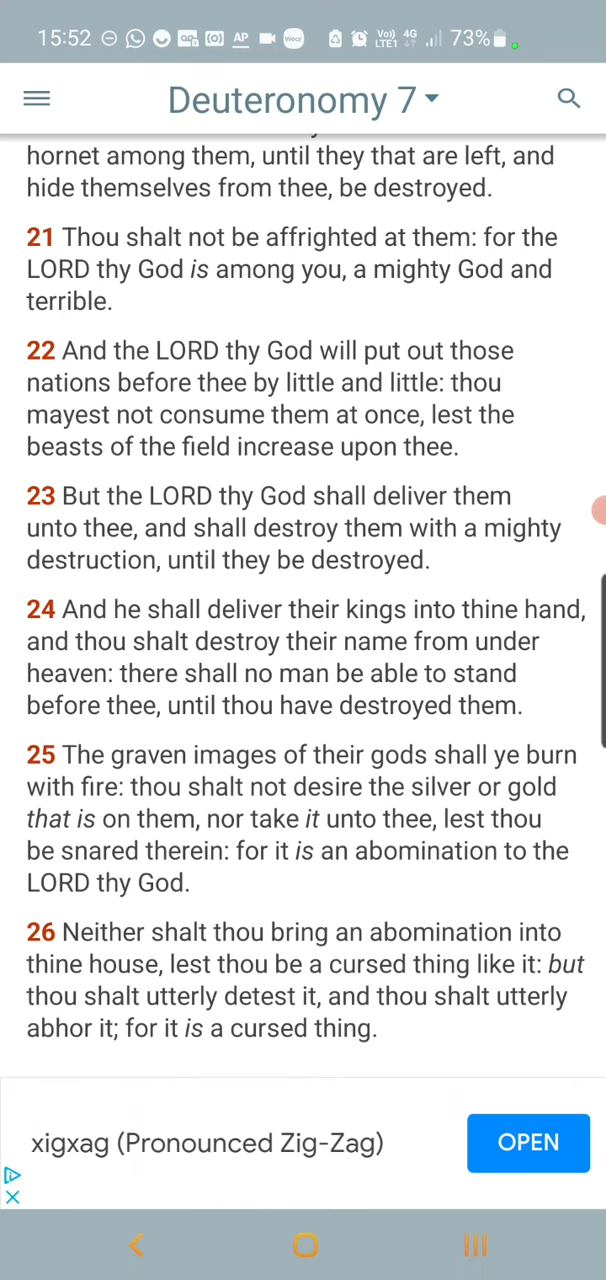 15:52 AP Wear Vo)) LTE1 4G 73%
Deuteronomy 7
hornet among them, until they that are left, and
hide themselves from thee, be destroyed.
21 Thou shalt not be affrighted at them: for the
LORD thy God is among you, a mighty God and
terrible.
22 And the LORD thy God will put out those
nations before thee by little and little: thou
mayest not consume them at once, lest the
beasts of the field increase upon thee.
23 But the LORD thy God shall deliver them
unto thee, and shall destroy them with a mighty
destruction, until they be destroyed.
24 And he shall deliver their kings into thine hand,
and thou shalt destroy their name from under
heaven: there shall no man be able to stand
before thee, until thou have destroyed them.
25 The graven images of their gods shall ye burn
with fire: thou shalt not desire the silver or gold
that is on them, nor take it unto thee, lest thou
be snared therein: for it is an abomination to the
LORD thy God.
26 Neither shalt thou bring an abomination into
thine house, lest thou be a cursed thing like it: but
thou shalt utterly detest it, and thou shalt utterly
abhor it; for it is a cursed thing.
xigxag (Pronounced Zig-Zag)
OPEN